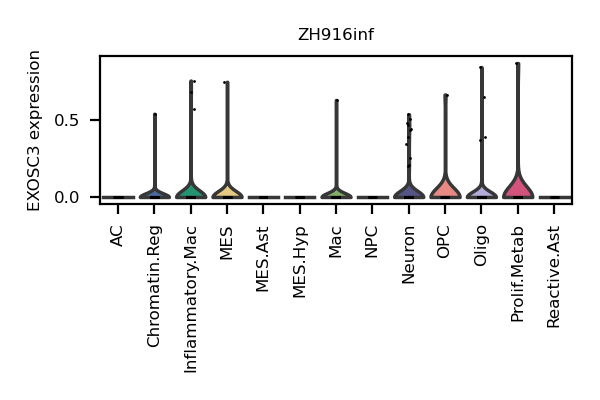 ZH916inf
EXOSC3 expression
0.5
0.0
AC
Chromatin.Reg
Inflammatory.Mac
MES
MES.Ast
MES.Hyp
Mac
NPC
Neuron
OPC
Oligo
Prolif.Metab
Reactive.Ast